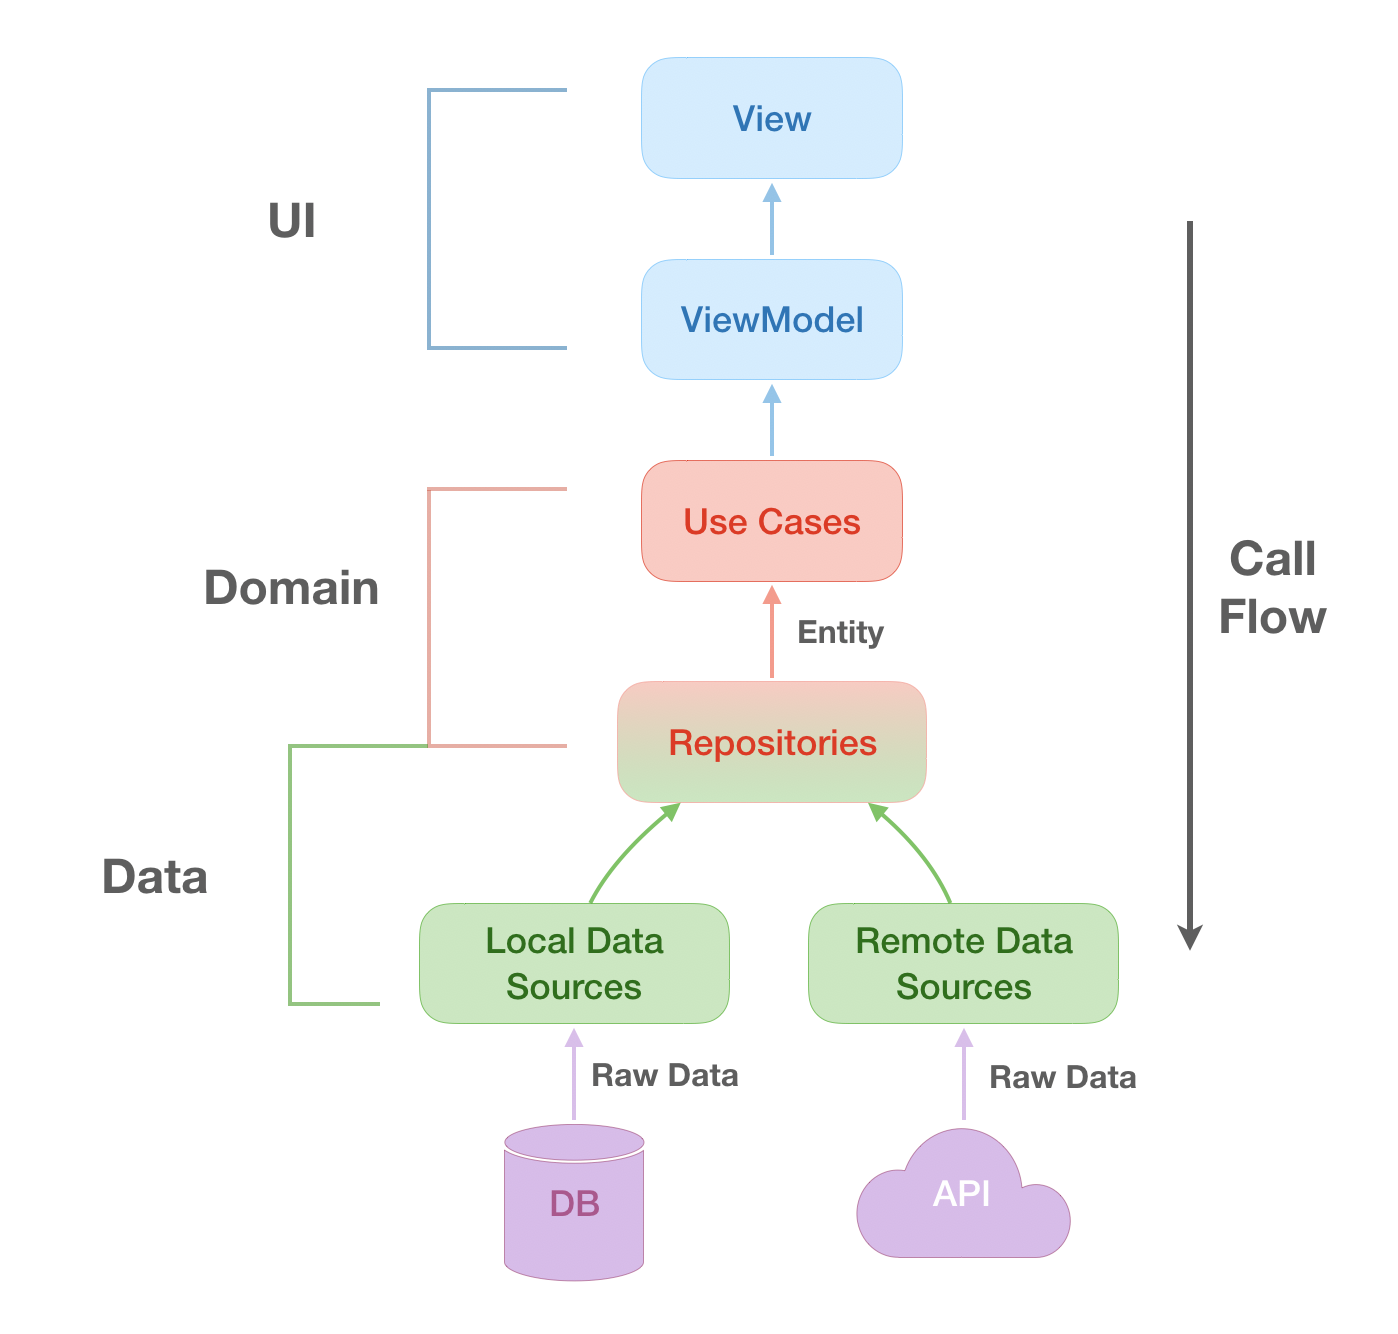 View
UI
ViewModel
Use Cases
Call
Flow
Domain
Entity
Repositories
Data
Local Data
Sources
Remote Data
Sources
Raw Data
Raw Data
DB
API